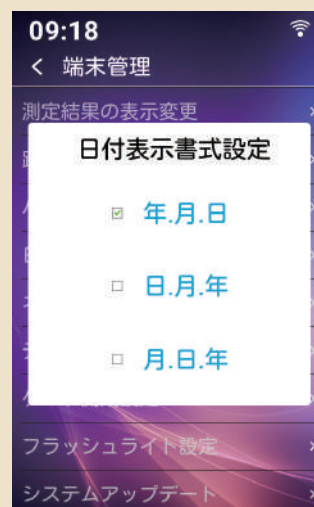 09:18
端末管理
測定結果の表示変更
日付表示書式設定
年.月.日
日.月.年
月.日.年
フラッシュライト設定
システムアップデート